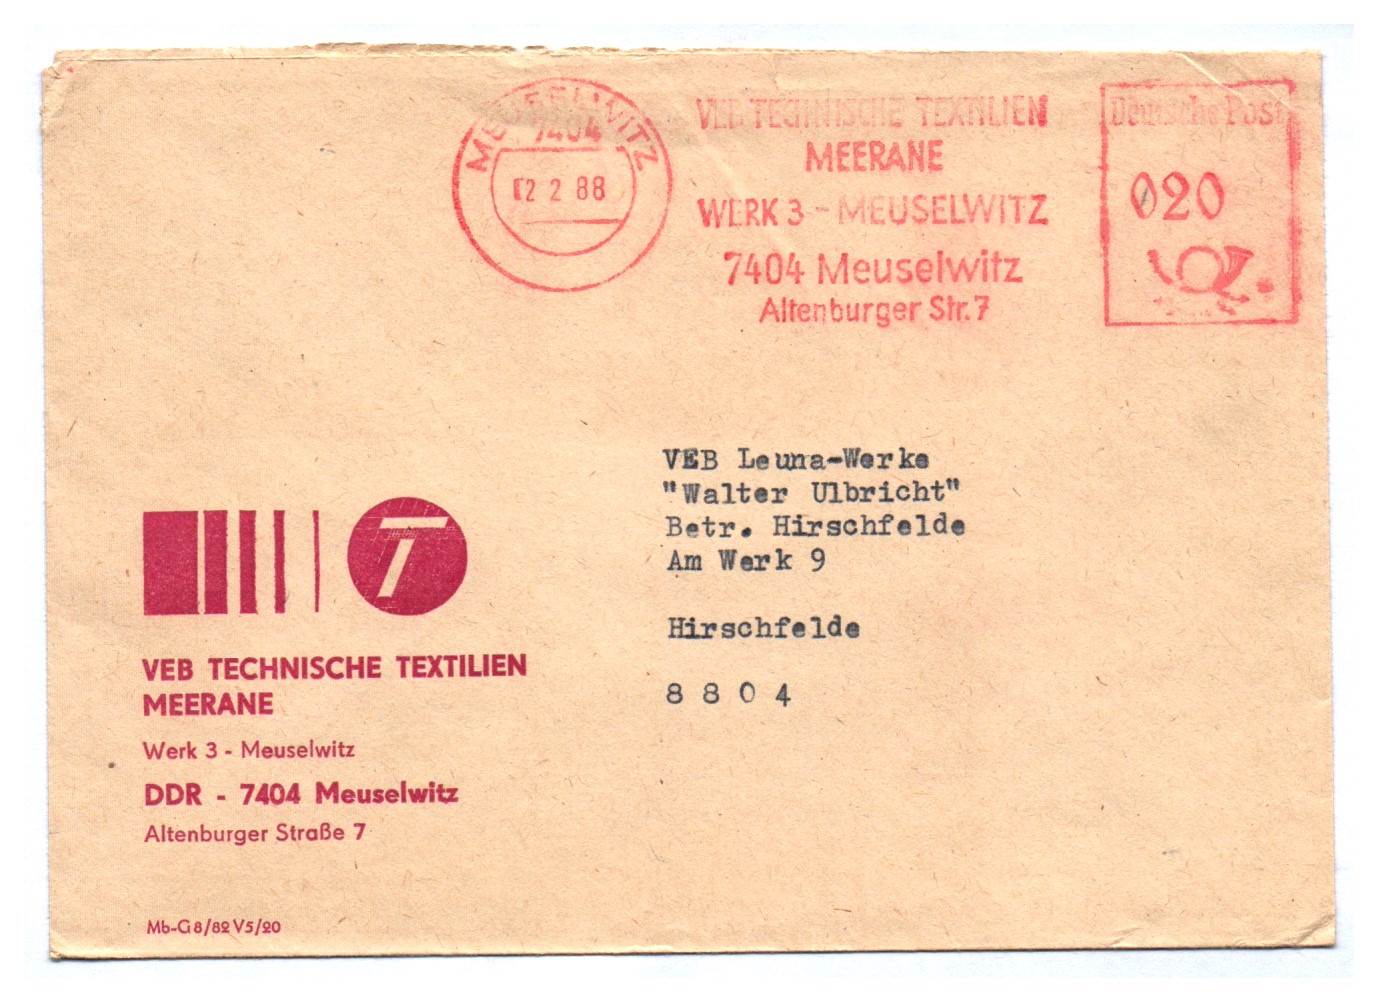 MEUSELWITZ
7404
2 2 88
VEB TECHNISCHE TEXTILIEN
MEERANE
WERK 3 - MEUSELWITZ
7404 Meuselwitz
Altenburger Str. 7
Deutsche Post
020
VEB Leuna-Werke
"Walter Ulbricht"
Betr. Hirschfelde
Am Werk 9
Hirschfelde
8 8 0 4
T
VEB TECHNISCHE TEXTILIEN
MEERANE
Werk 3 - Meuselwitz
DDR - 7404 Meuselwitz
Altenburger Straße 7
Mb-G 8/82 V5/20